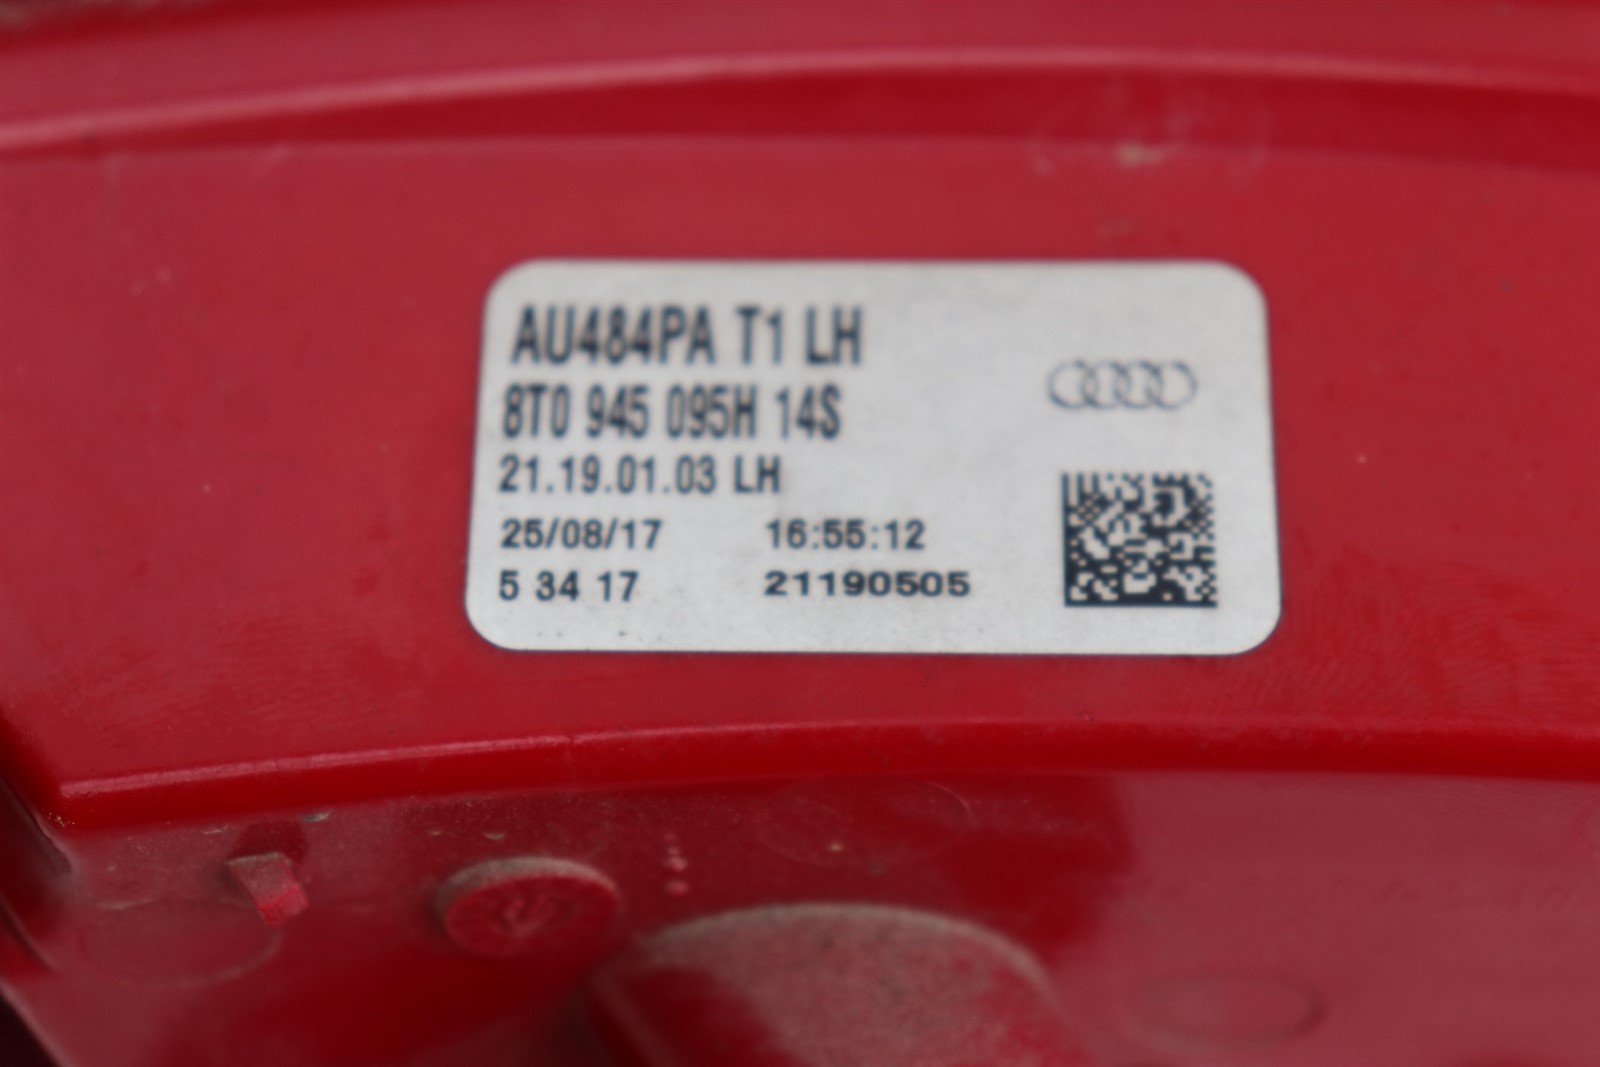 AU484PA T1 LH
8T0 945 095H 14S
21.19.01.03 LH
25/08/17 16:55:12
5 34 17 21190505